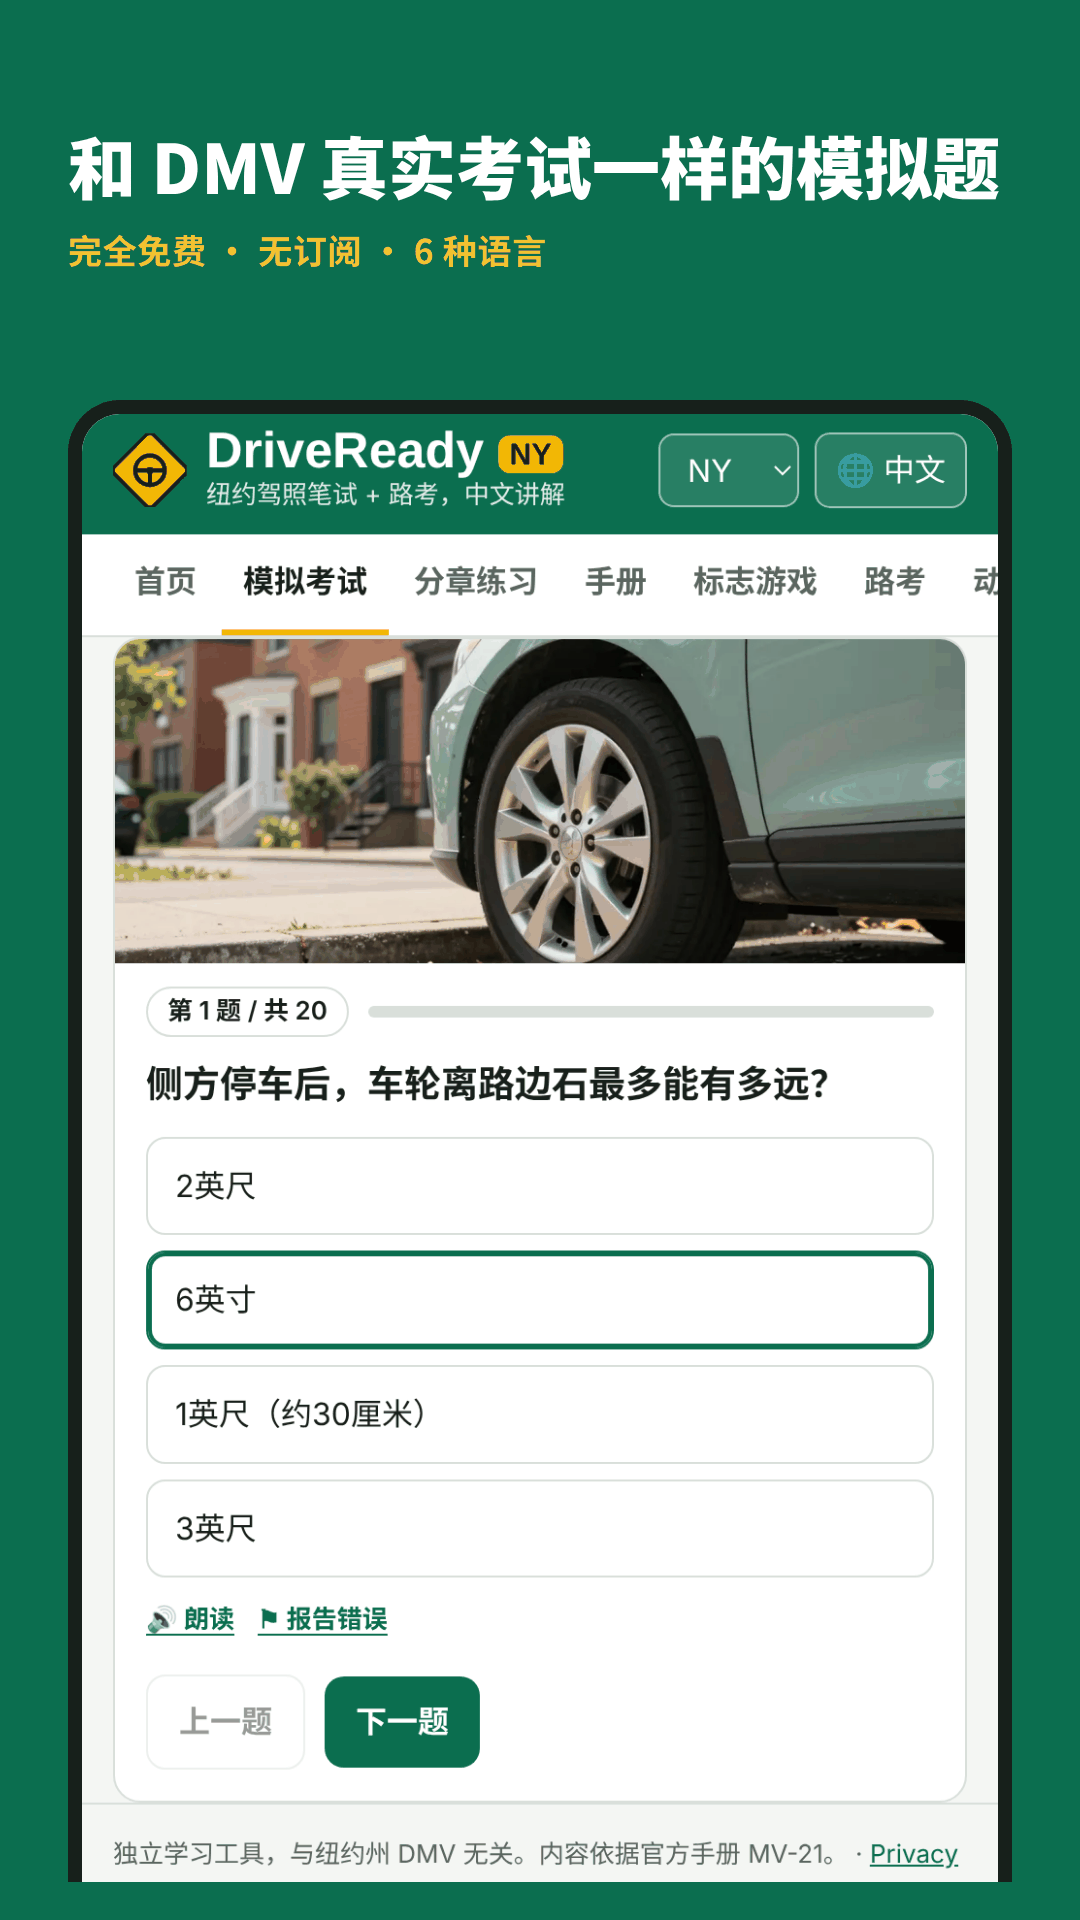 和 DMV 真实考试一样的模拟题
完全免费 · 无订阅 · 6 种语言
DriveReady NY
纽约驾照笔试 + 路考，中文讲解
NY
中文
首页 模拟考试 分章练习 手册 标志游戏 路考 动
第 1 题 / 共 20
侧方停车后，车轮离路边石最多能有多远？
2英尺
6英寸
1英尺（约30厘米）
3英尺
朗读 报告错误
上一题 下一题
独立学习工具，与纽约州 DMV 无关。内容依据官方手册 MV-21。 · Privacy